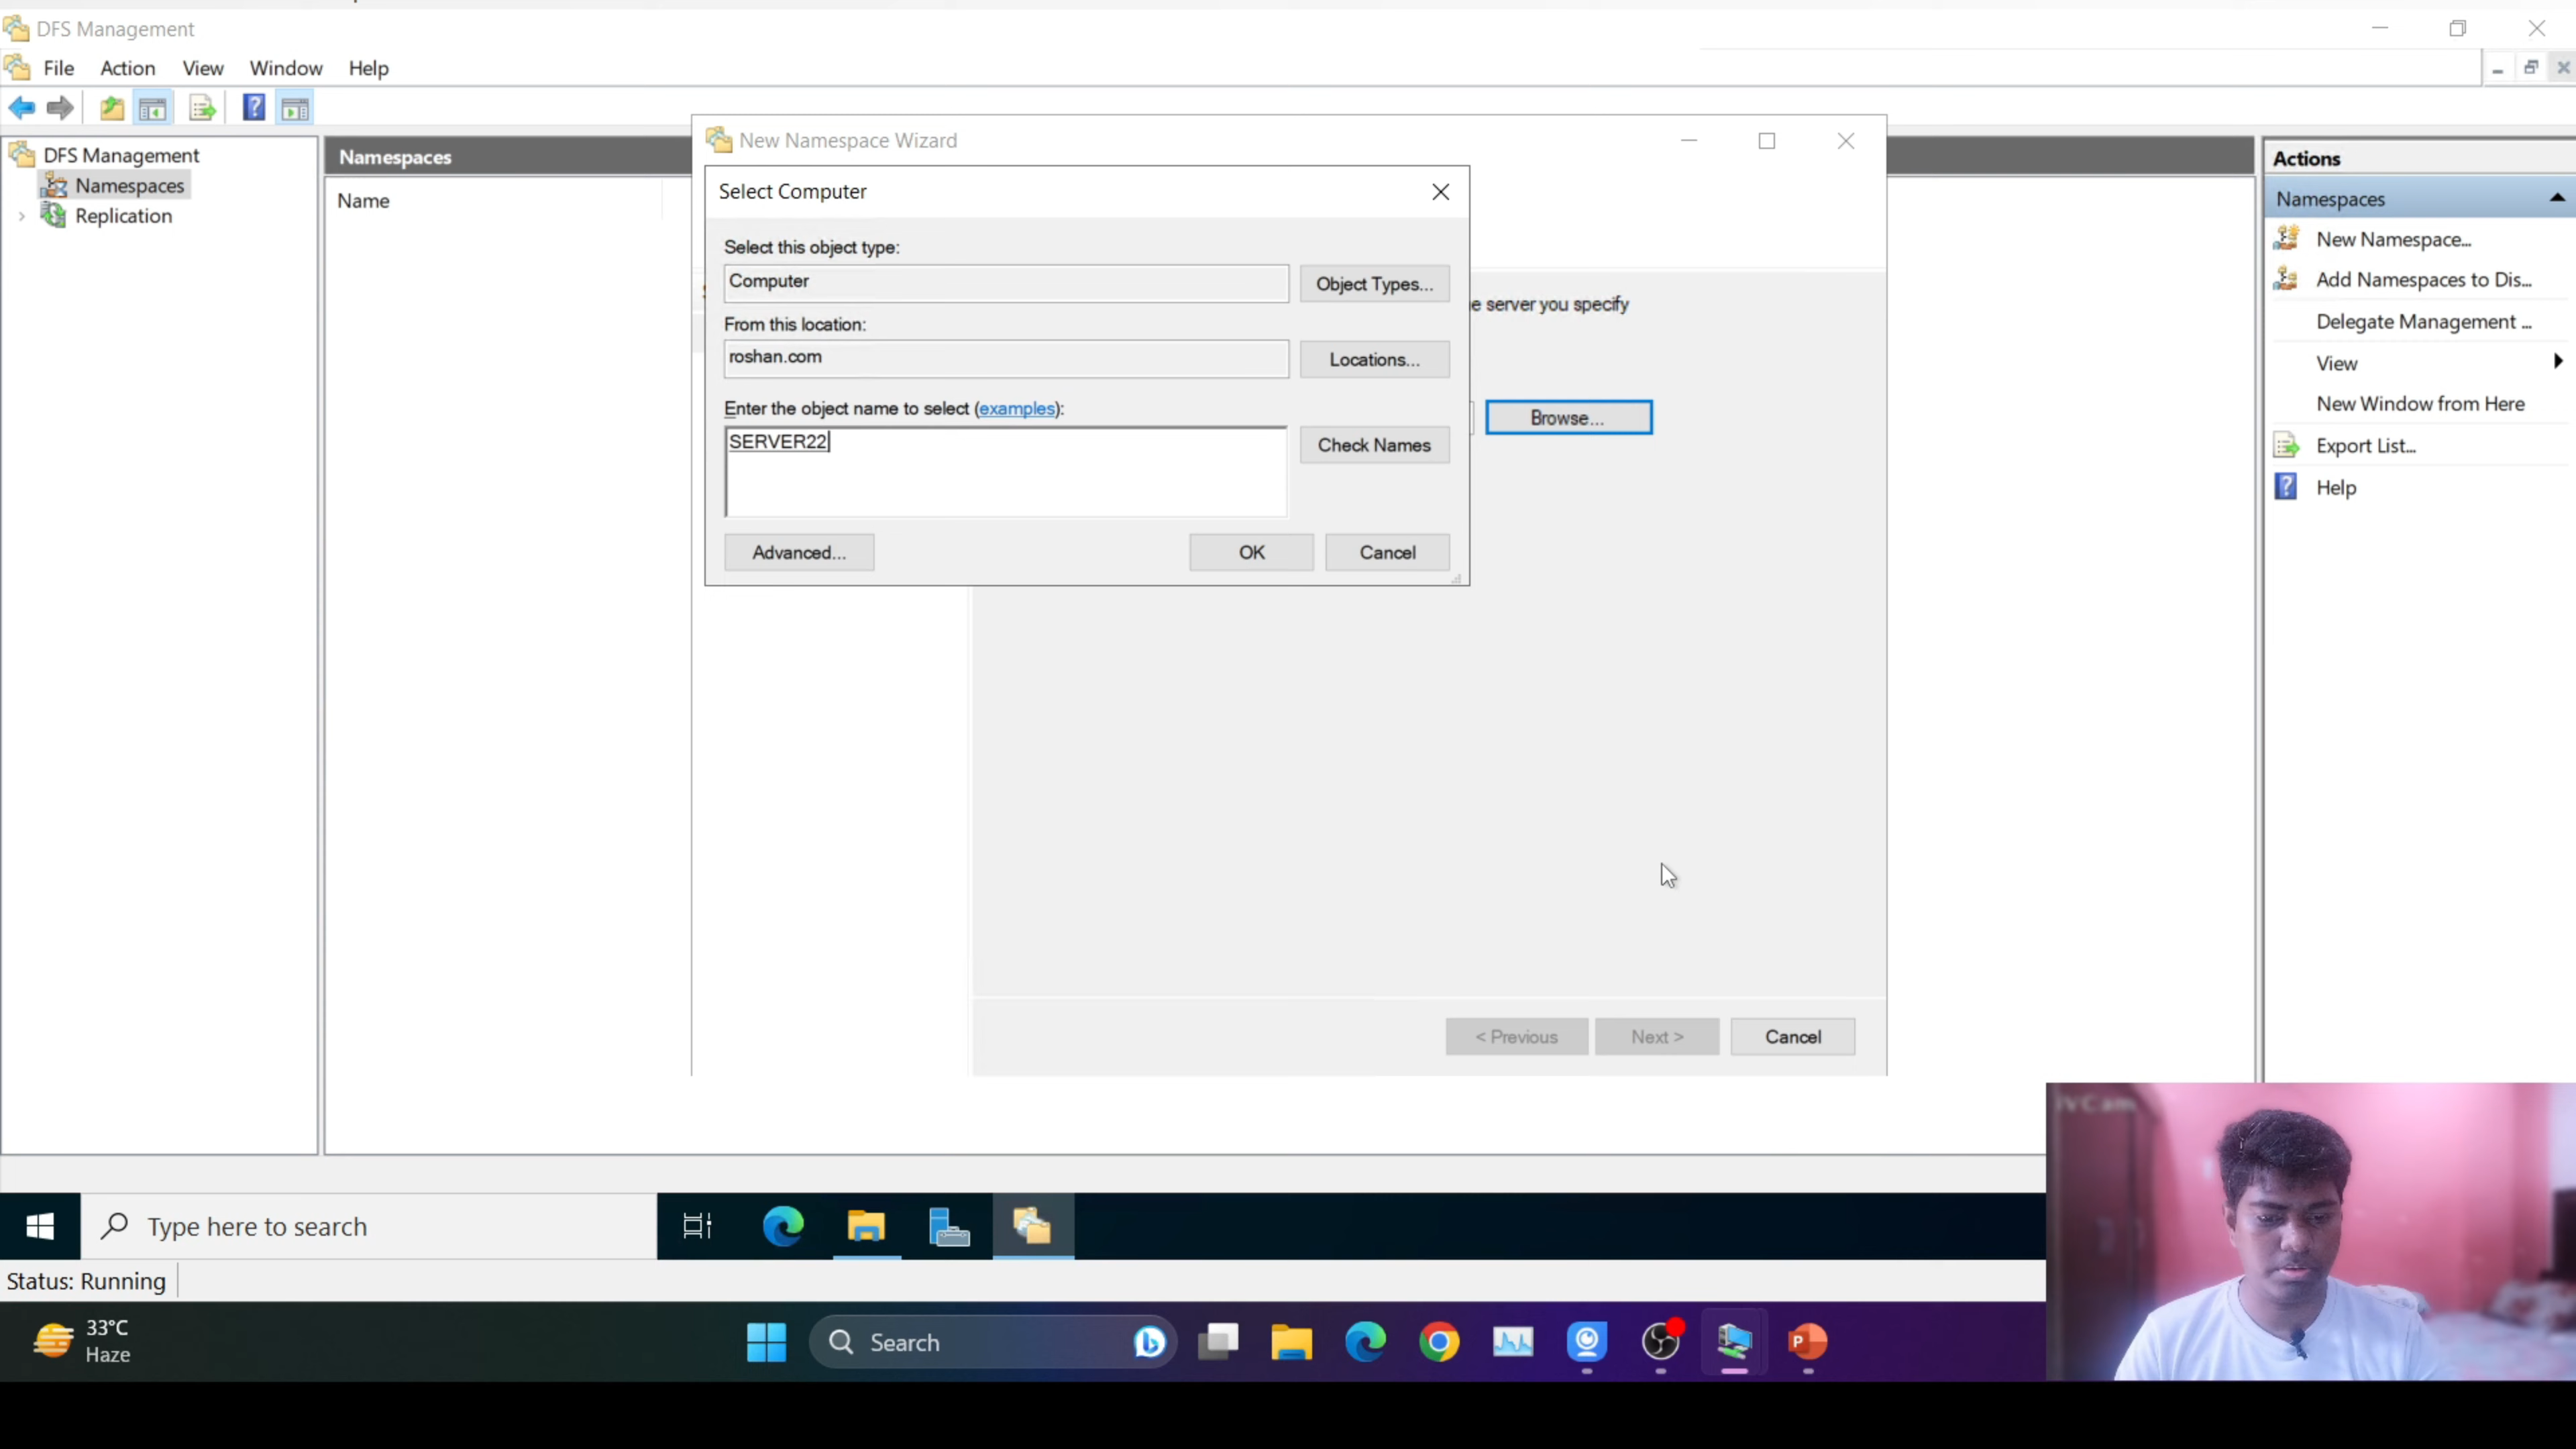 DFS Management
File Action View Window Help
DFS Management
Namespaces
Replication
Namespaces
Name
New Namespace Wizard
Select Computer
Select this object type:
Computer
Object Types...
From this location:
roshan.com
Locations...
Enter the object name to select (examples):
SERVER22
Check Names
Advanced...
OK
Cancel
e server you specify
Browse...
< Previous
Next >
Cancel
Actions
Namespaces
New Namespace...
Add Namespaces to Dis...
Delegate Management ...
View
New Window from Here
Export List...
Help
iVCam
Type here to search
Status: Running
33°C
Haze
Search